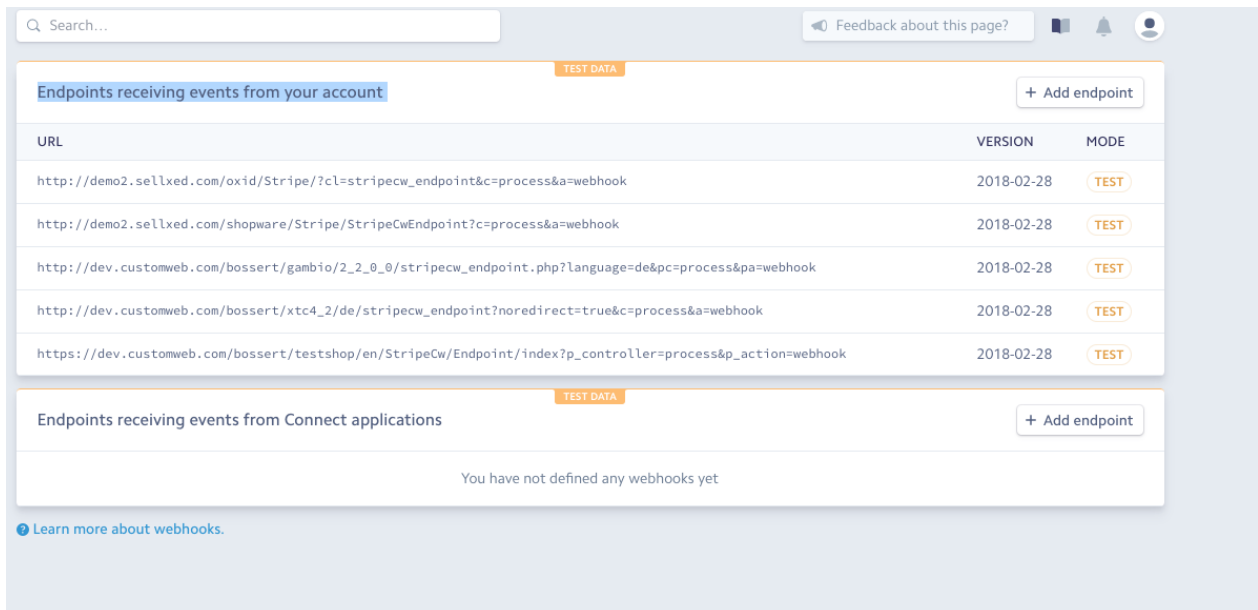 Search...
Feedback about this page?
TEST DATA
Endpoints receiving events from your account
+ Add endpoint
URL VERSION MODE
http://demo2.sellxed.com/oxid/Stripe/?cl=stripecw_endpoint&c=process&a=webhook 2018-02-28 TEST
http://demo2.sellxed.com/shopware/Stripe/StripeCwEndpoint?c=process&a=webhook 2018-02-28 TEST
http://dev.customweb.com/bossert/gambio/2_2_0_0/stripecw_endpoint.php?language=de&pc=process&pa=webhook 2018-02-28 TEST
http://dev.customweb.com/bossert/xtc4_2/de/stripecw_endpoint?noredirect=true&c=process&a=webhook 2018-02-28 TEST
https://dev.customweb.com/bossert/testshop/en/StripeCw/Endpoint/index?p_controller=process&p_action=webhook 2018-02-28 TEST
TEST DATA
Endpoints receiving events from Connect applications
+ Add endpoint
You have not defined any webhooks yet
? Learn more about webhooks.